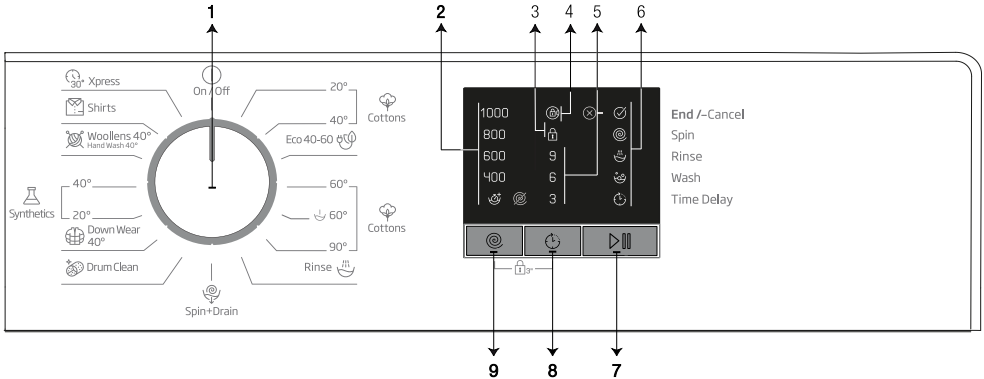 1
2
3
4
5
6
30° Xpress
Shirts
Woollens 40°
Hand Wash 40°
40°
Synthetics
20°
Down Wear
40°
Drum Clean
Spin+Drain
On / Off
20°
40°
Cottons
Eco 40-60
60°
60°
90°
Cottons
Rinse
1000
800
600
400
9
6
3
End /–Cancel
Spin
Rinse
Wash
Time Delay
3"
9
8
7